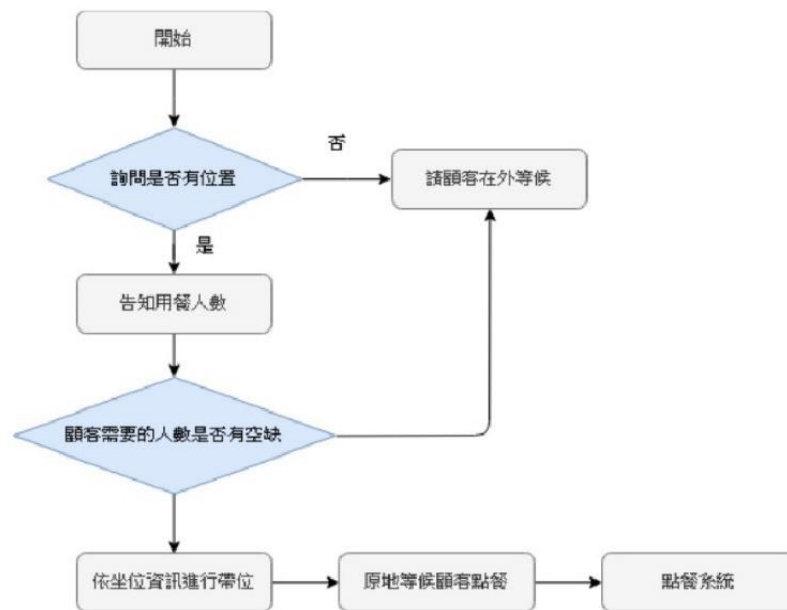 開始
詢問是否有位置
否
請顧客在外等候
是
告知用餐人數
顧客需要的人數是否有空缺
依坐位資訊進行帶位
原地等候顧客點餐
點餐系統